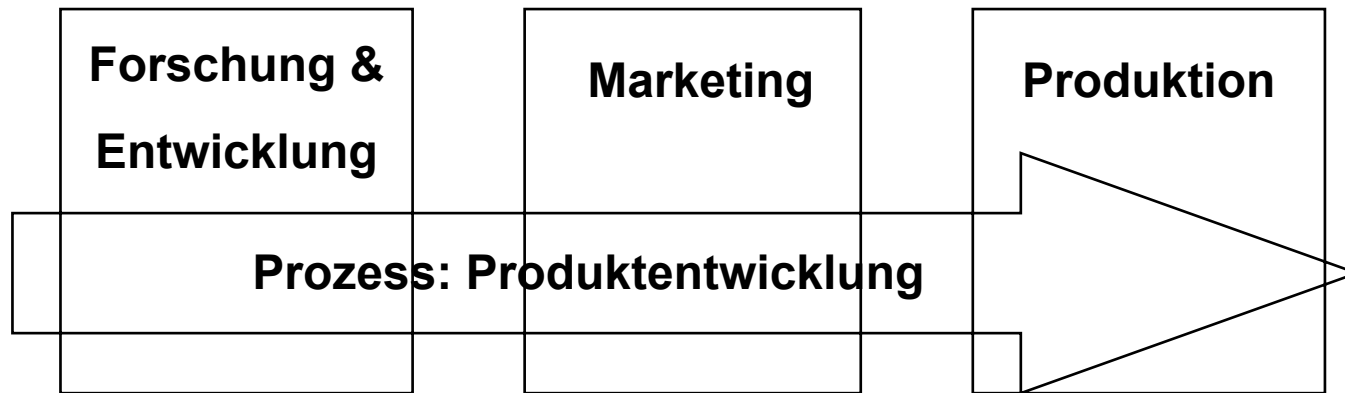 Forschung &
Entwicklung
Marketing
Produktion
Prozess: Produktentwicklung